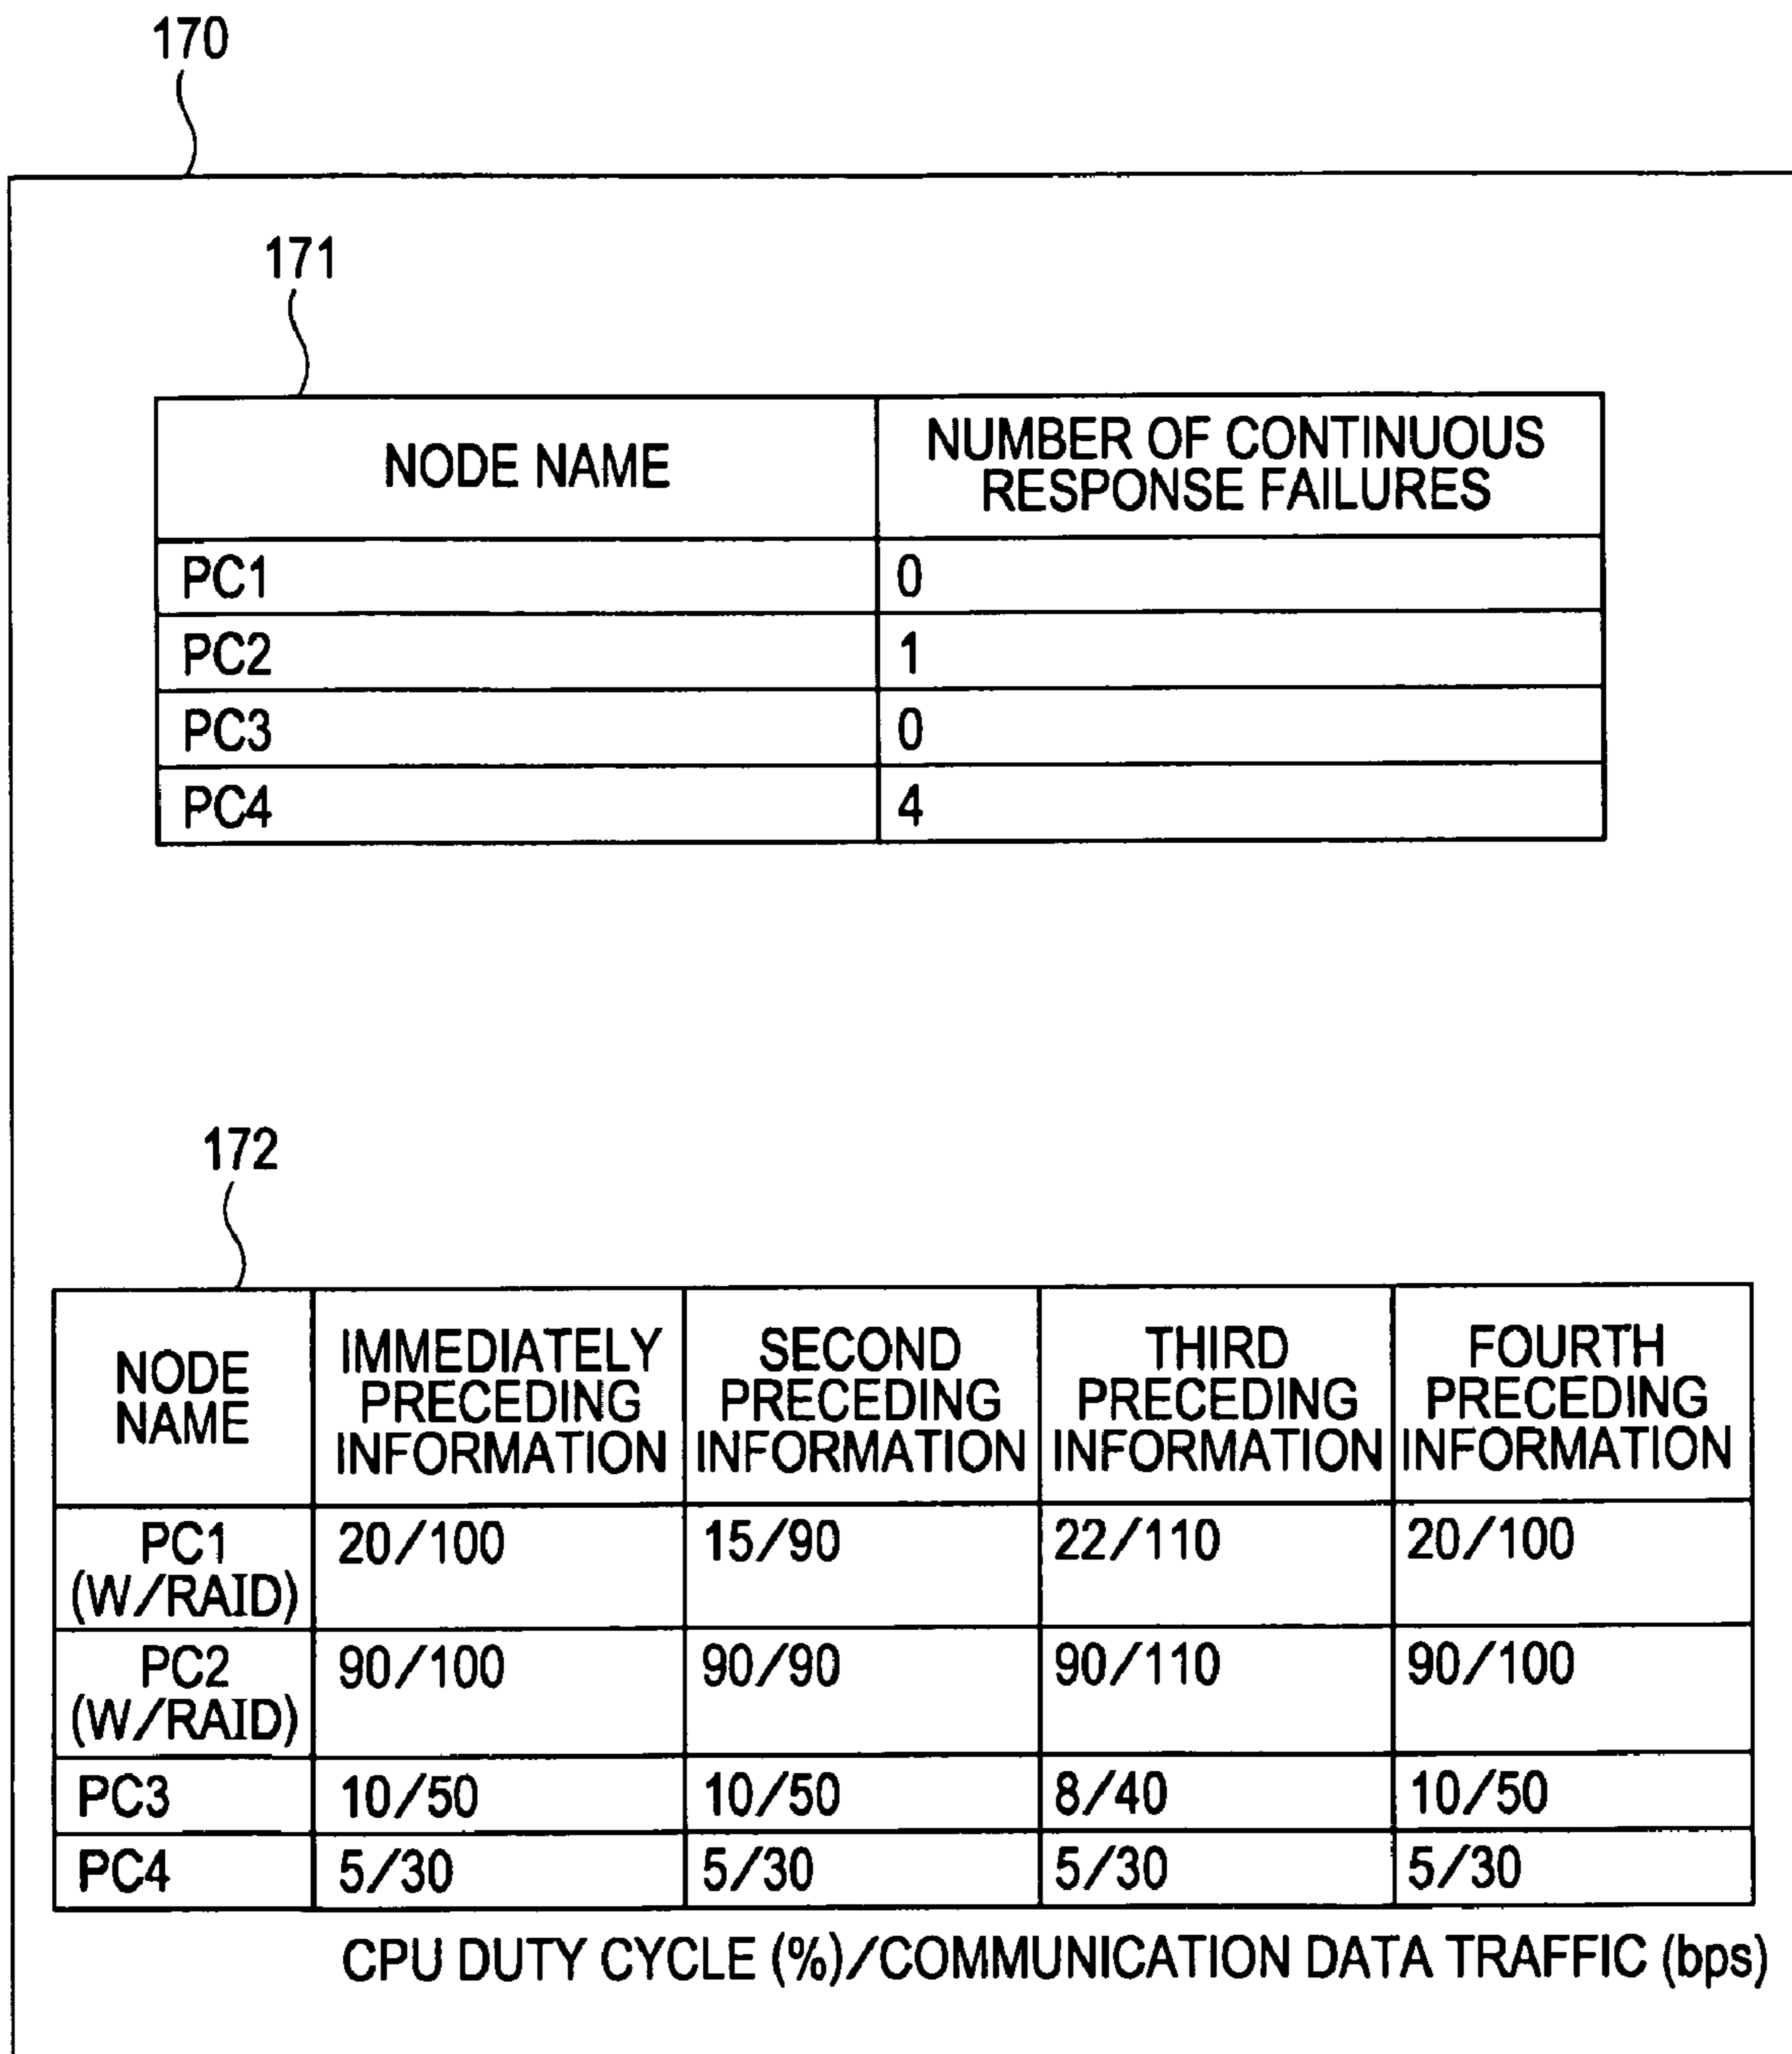 170
171
NODE NAME
NUMBER OF CONTINUOUS
RESPONSE FAILURES
PC1
0
PC2
1
PC3
0
PC4
4
172
NODE
NAME
IMMEDIATELY
PRECEDING
INFORMATION
SECOND
PRECEDING
INFORMATION
THIRD
PRECEDING
INFORMATION
FOURTH
PRECEDING
INFORMATION
PC1
(W/RAID)
20/100
15/90
22/110
20/100
PC2
(W/RAID)
90/100
90/90
90/110
90/100
PC3
10/50
10/50
8/40
10/50
PC4
5/30
5/30
5/30
5/30
CPU DUTY CYCLE (%)/COMMUNICATION DATA TRAFFIC (bps)